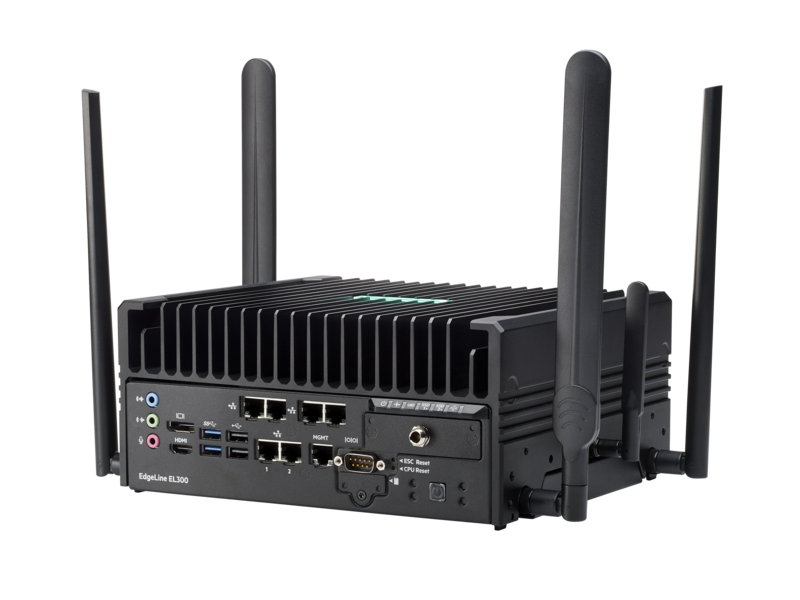 HDMI
MGMT
|O|O|
1
2
ESC Reset
CPU Reset
EdgeLine EL300